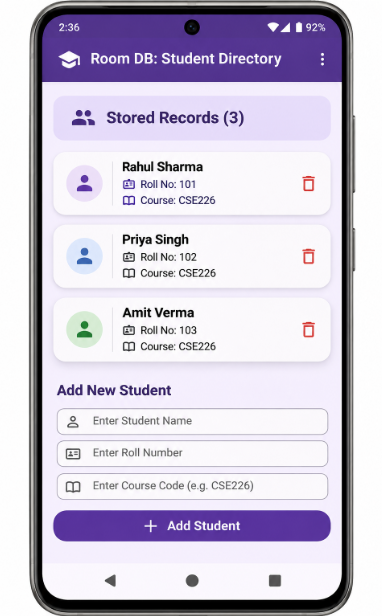 2:36
92%
Room DB: Student Directory
Stored Records (3)
Rahul Sharma
Roll No: 101
Course: CSE226
Priya Singh
Roll No: 102
Course: CSE226
Amit Verma
Roll No: 103
Course: CSE226
Add New Student
Enter Student Name
Enter Roll Number
Enter Course Code (e.g. CSE226)
Add Student